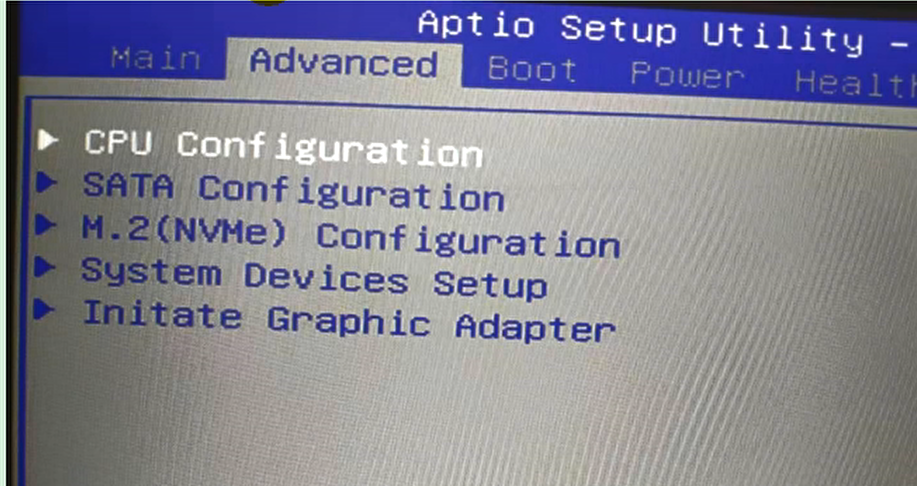 Aptio Setup Utility –
Main Advanced Boot Power Health
CPU Configuration
SATA Configuration
M.2(NVMe) Configuration
System Devices Setup
Initate Graphic Adapter